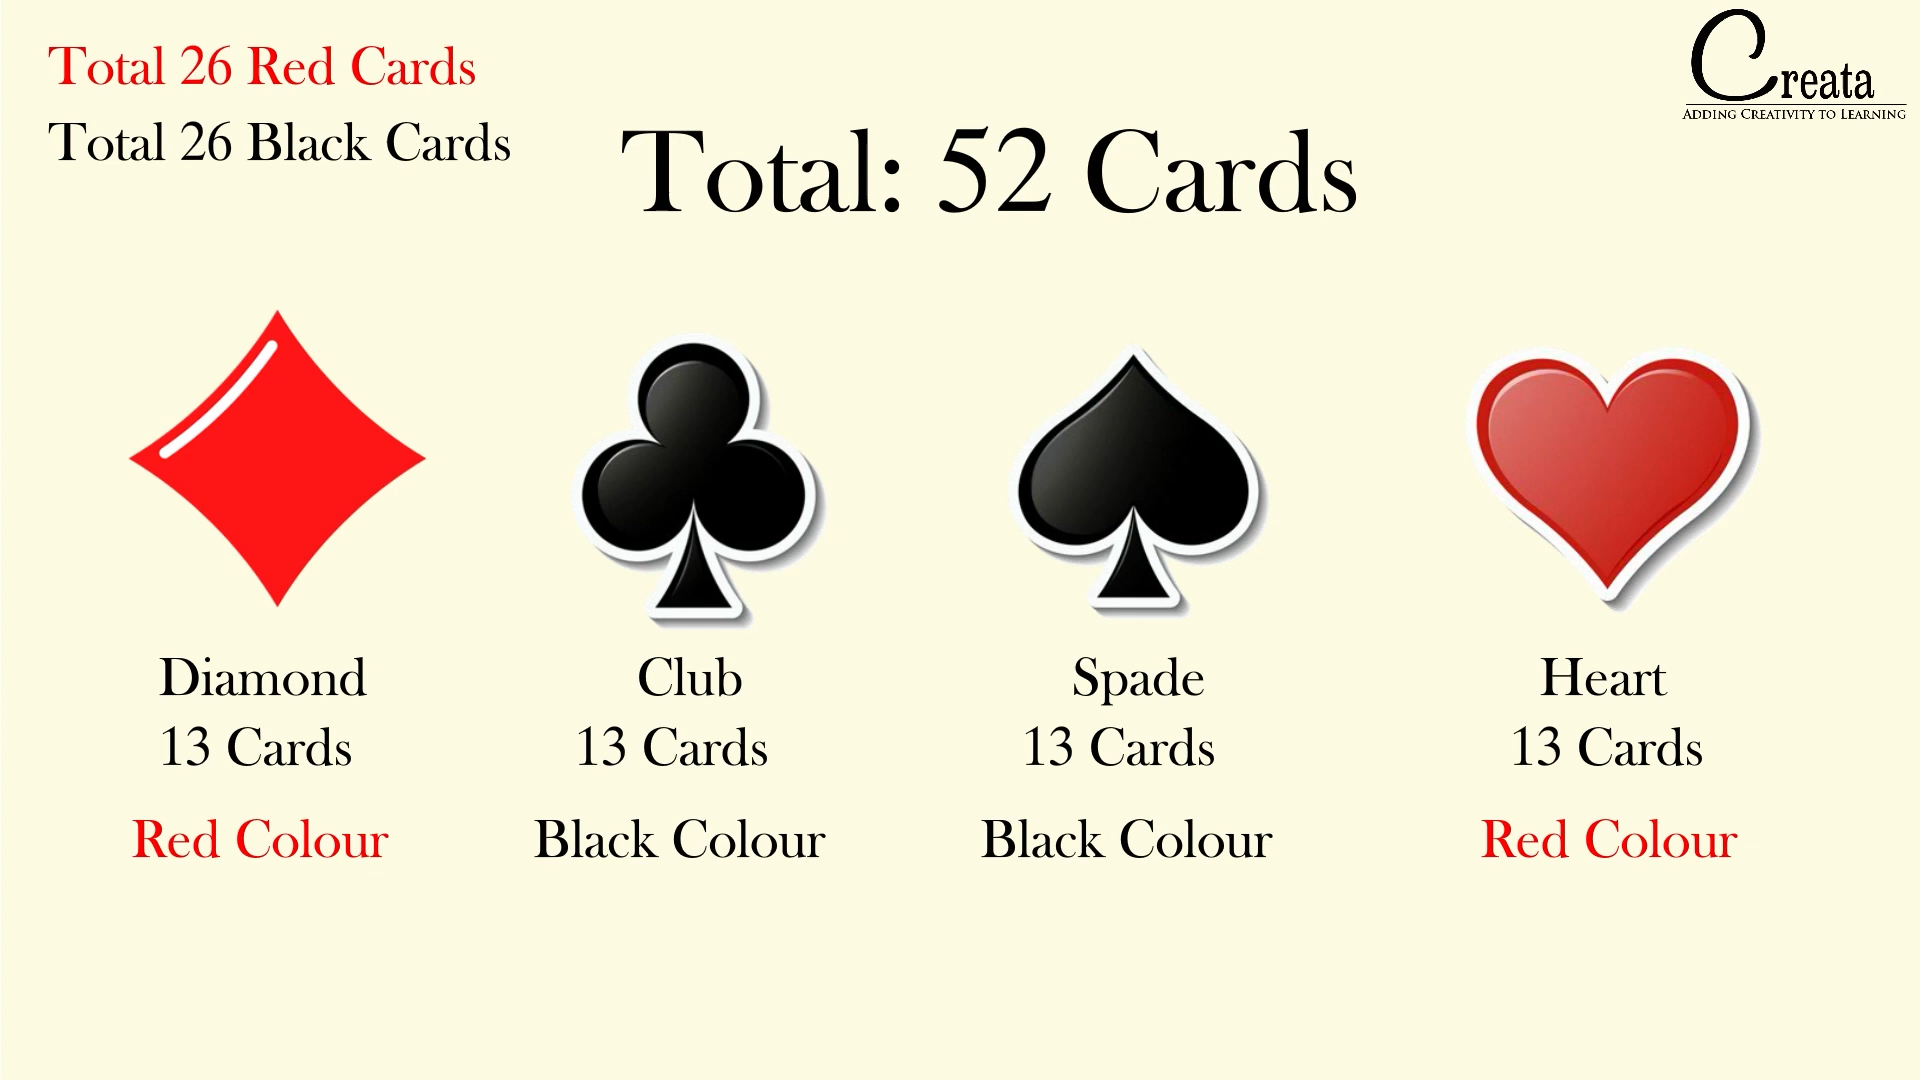 Total 26 Red Cards
Total 26 Black Cards
Total: 52 Cards
Creata
Adding Creativity to Learning
Diamond
13 Cards
Red Colour
Club
13 Cards
Black Colour
Spade
13 Cards
Black Colour
Heart
13 Cards
Red Colour